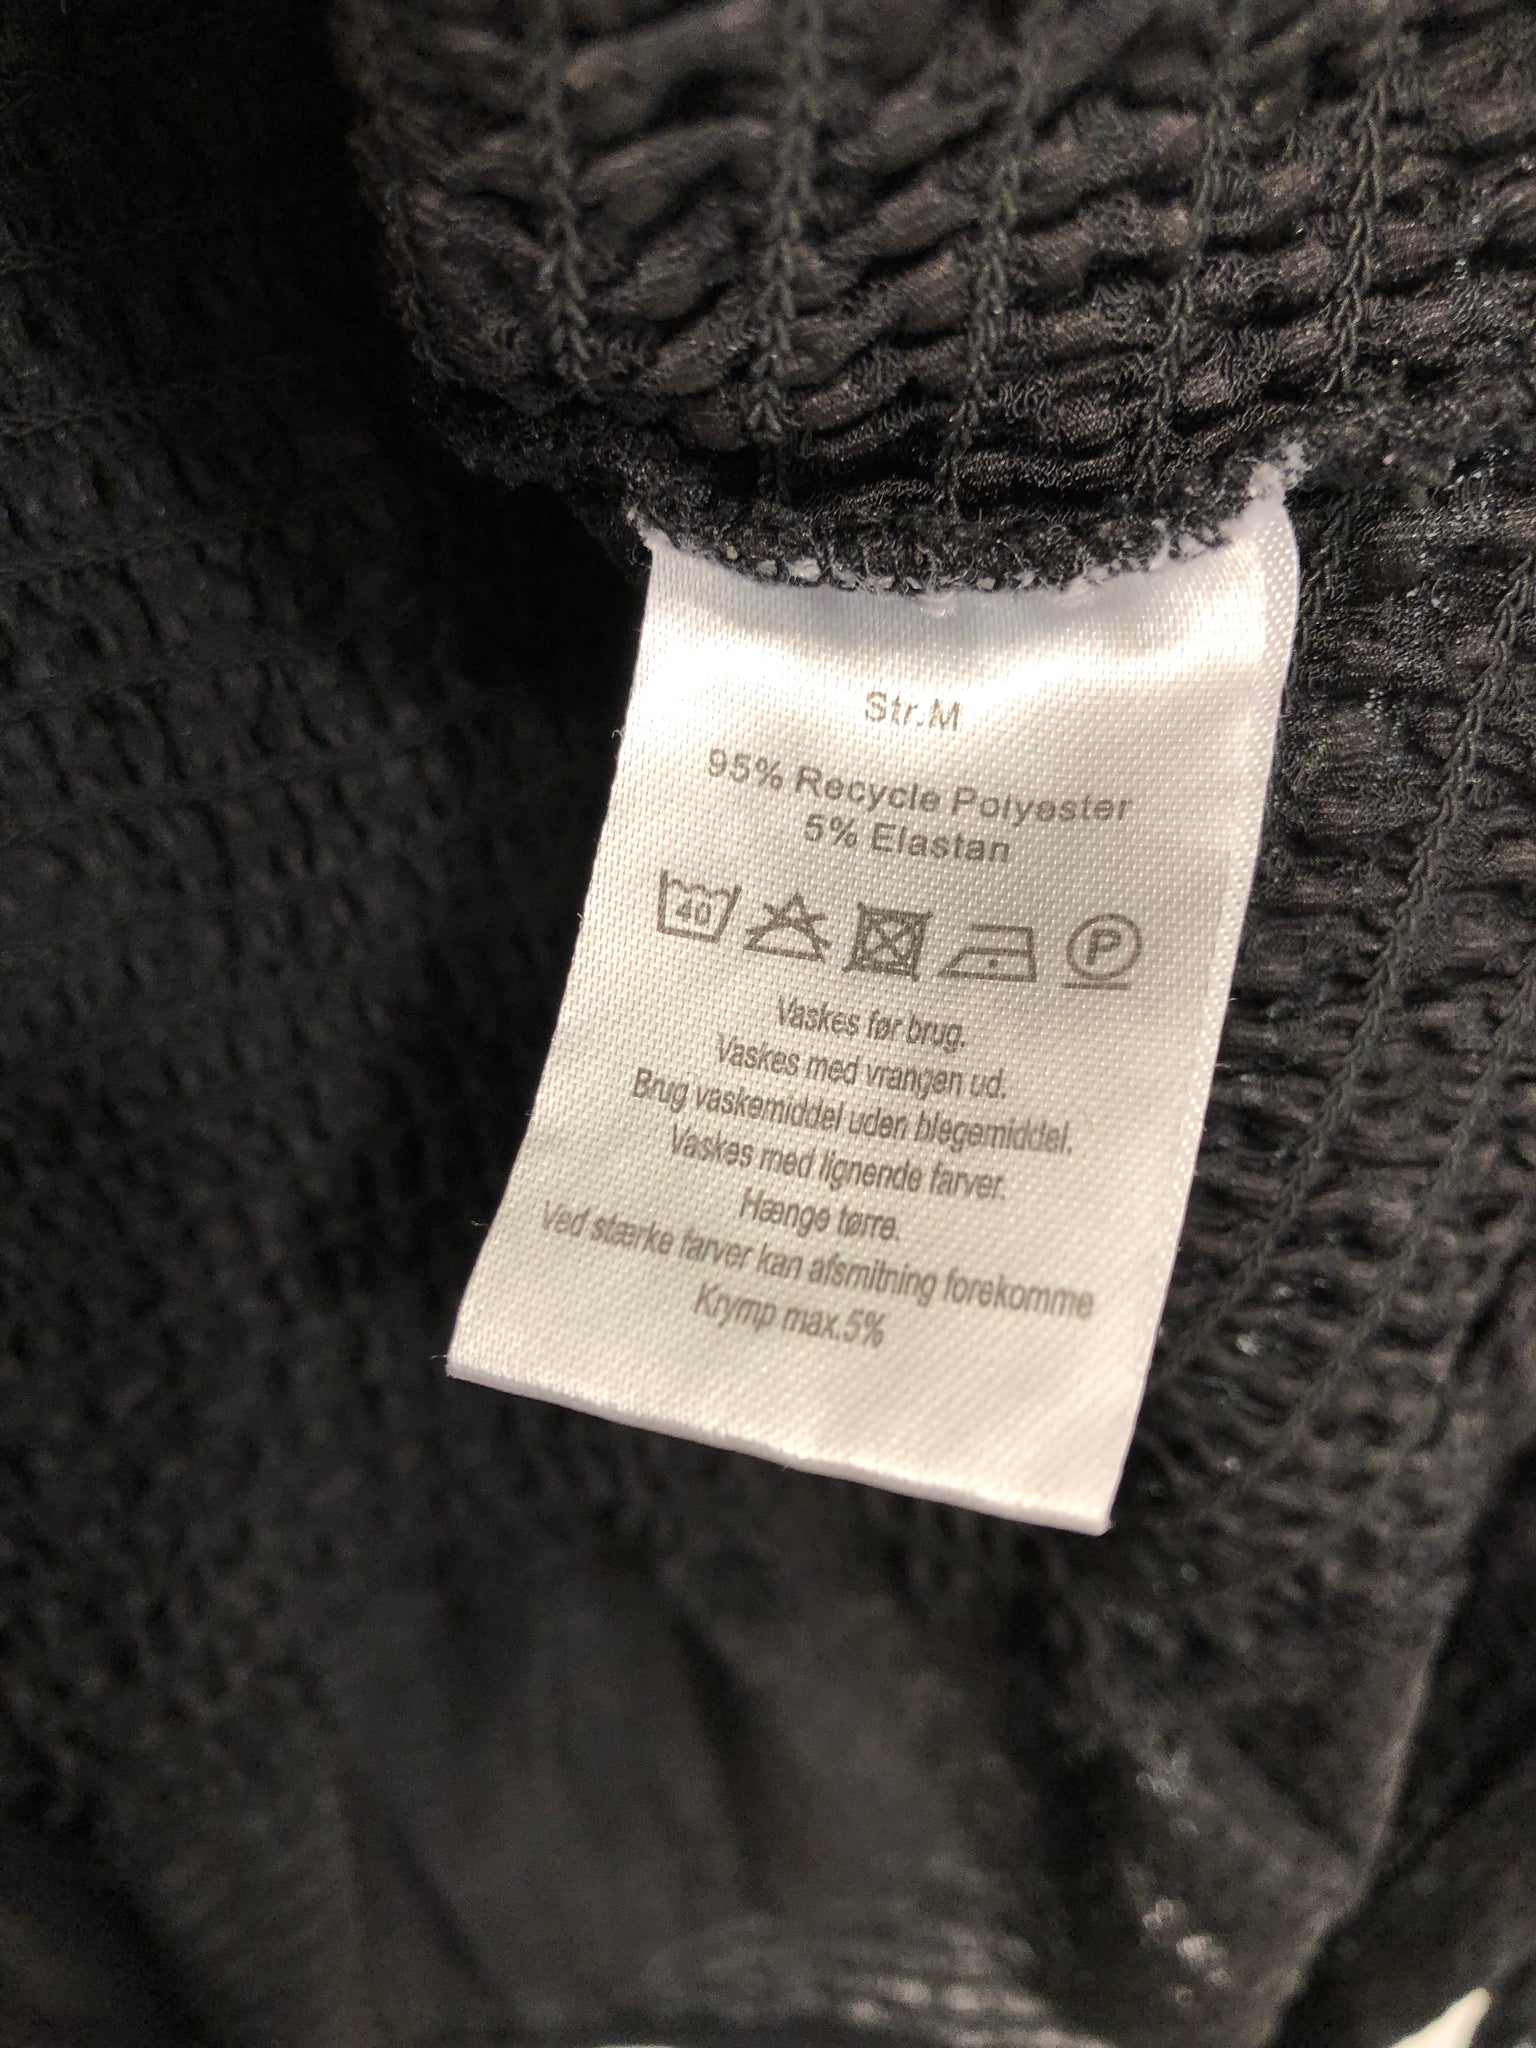 Str.M
95% Recycle Polyester
5% Elastan
40 P
Vaskes før brug.
Vaskes med vrangen ud.
Brug vaskemiddel uden blegemiddel.
Vaskes med lignende farver.
Hænge tørre.
Ved stærke farver kan afsmitning forekomme
Krymp max.5%